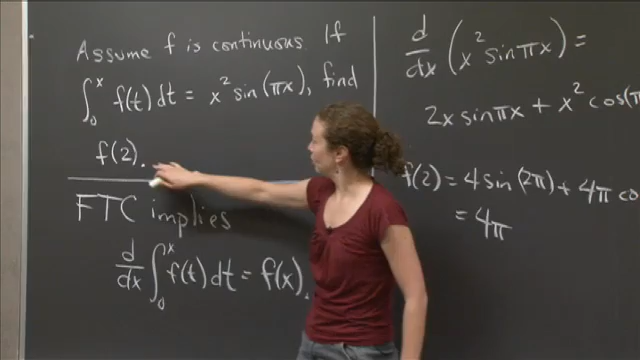 Assume f is continuous If
∫₀ˣ f(t) dt = x² sin(πx), find
f(2).
FTC implies
d/dx ∫₀ˣ f(t) dt = f(x).
d/dx (x² sin πx) =
2x sin πx + x² cos(π
f(2) = 4 sin(2π) + 4π co
= 4π